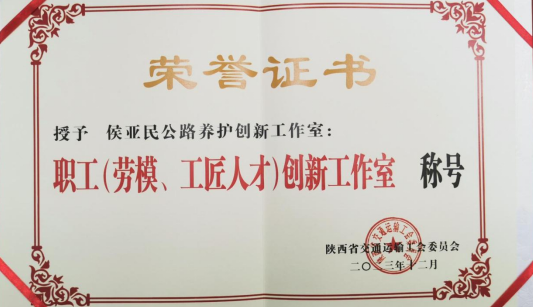 荣誉证书
授予 侯亚民公路养护创新工作室：
职工(劳模、工匠人才)创新工作室 称号
陕西省交通运输工会委员会
二〇二三年十二月